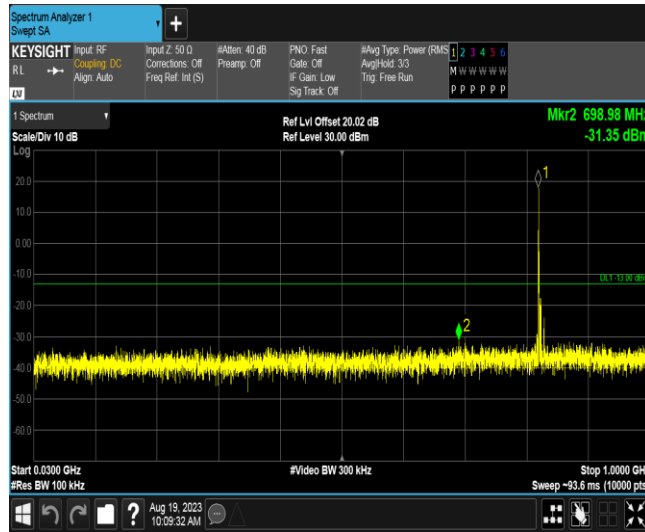 Spectrum Analyzer 1
Swept SA
KEYSIGHT
RL
LXI
Input: RF
Coupling: DC
Align: Auto
Input Z: 50 Ω
Corrections: Off
Freq Ref: Int (S)
#Atten: 40 dB
Preamp: Off
PNO: Fast
Gate: Off
IF Gain: Low
Sig Track: Off
#Avg Type: Power (RMS
Avg|Hold: 3/3
Trig: Free Run
1 2 3 4 5 6
M W W W W W
P P P P P P
1 Spectrum
Scale/Div 10 dB
Log
Ref Lvl Offset 20.02 dB
Ref Level 30.00 dBm
Mkr2 698.98 MHz
-31.35 dBm
1
20.0
10.0
0.00
-10.0
DL1 -13.00 dBm
-20.0
2
-30.0
-40.0
-50.0
-60.0
Start 0.0300 GHz
#Res BW 100 kHz
#Video BW 300 kHz
Stop 1.0000 GHz
Sweep ~93.6 ms (10000 pts)
?
Aug 19, 2023
10:09:32 AM